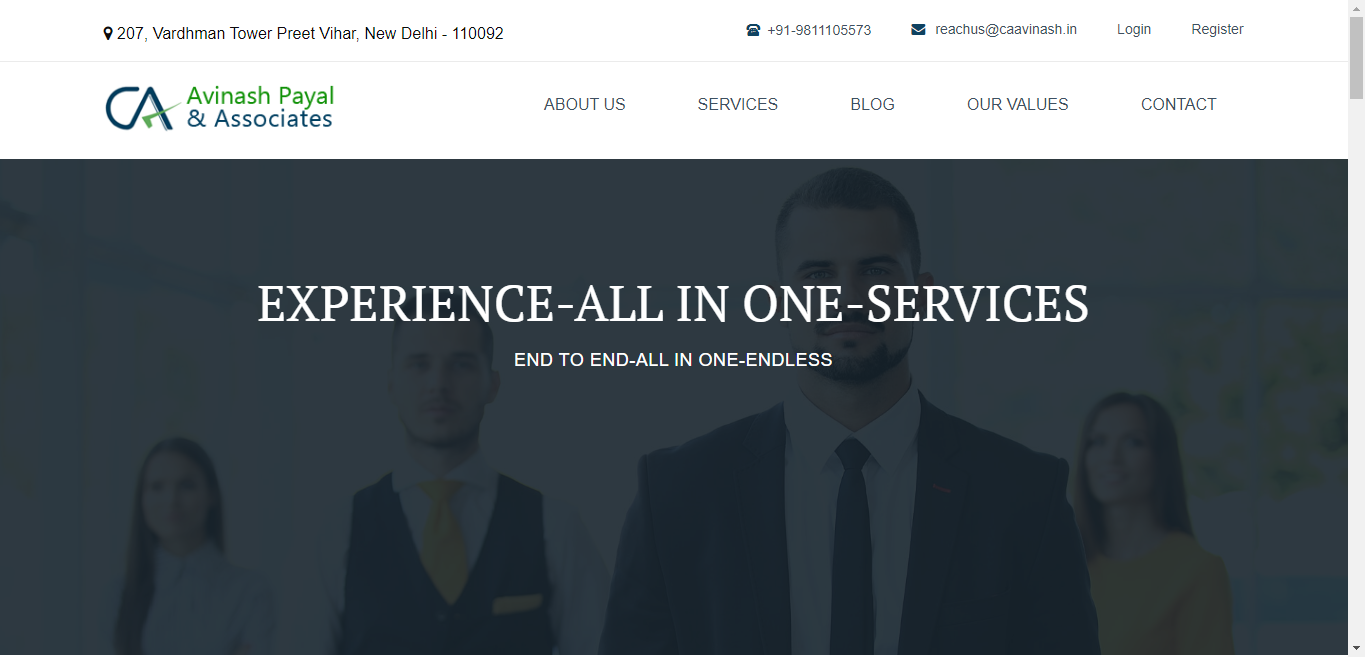 207, Vardhman Tower Preet Vihar, New Delhi - 110092
+91-9811105573
reachus@caavinash.in
Login
Register
CA Avinash Payal
& Associates
ABOUT US
SERVICES
BLOG
OUR VALUES
CONTACT
EXPERIENCE-ALL IN ONE-SERVICES
END TO END-ALL IN ONE-ENDLESS